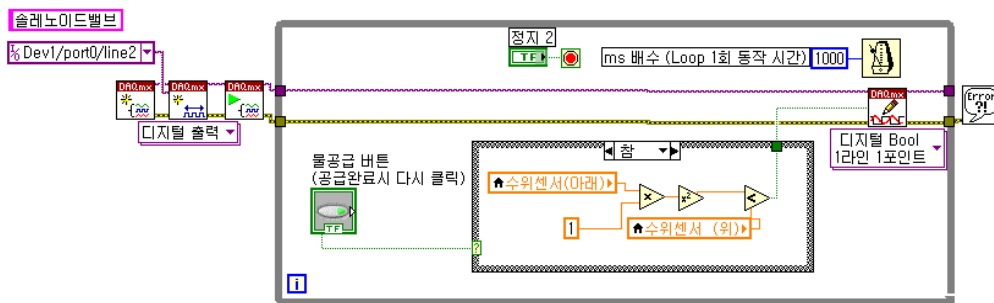 솔레노이드밸브
Dev1/port0/line2
DAQmx
DAQmx
DAQmx
디지털 출력
정지 2
TF
ms 배수 (Loop 1회 동작 시간)
1000
DAQmx
디지털 Bool
1라인 1포인트
Error
?!
물공급 버튼
(공급완료시 다시 클릭)
TF
?
참
수위센서(아래)
×
x²
<
1
수위센서 (위)
i